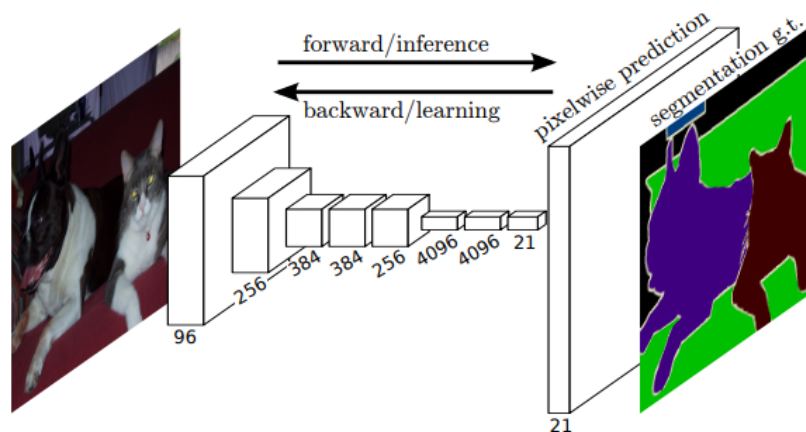 forward/inference
backward/learning
pixelwise prediction
segmentation g.t.
96
256
384
384
256
4096
4096
21
21